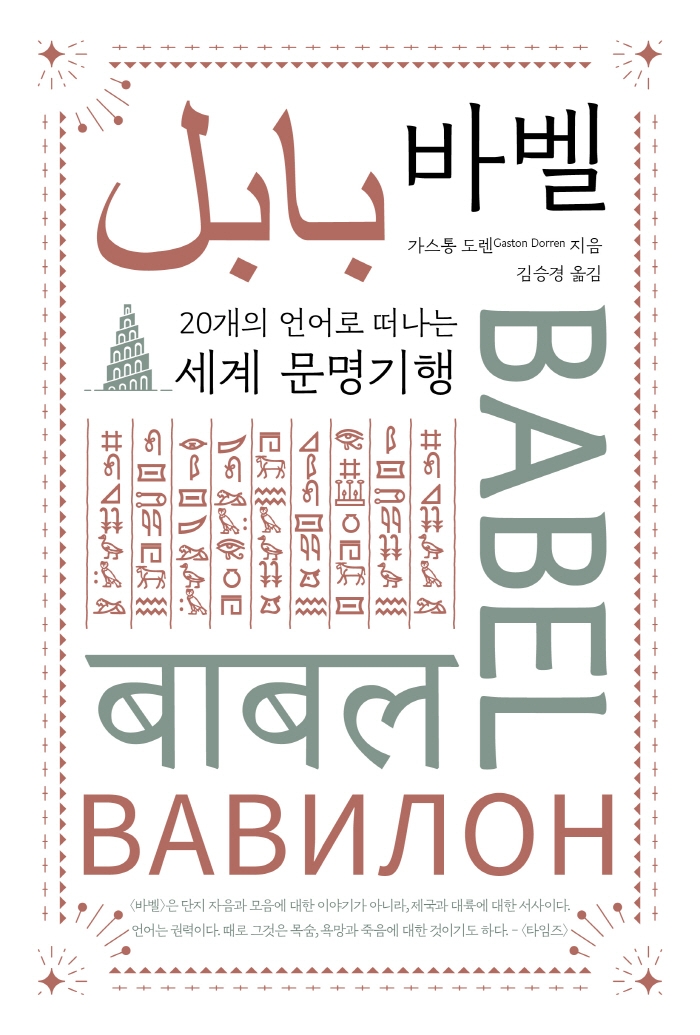 بابل
바벨
가스통 도렌Gaston Dorren 지음
김승경 옮김
20개의 언어로 떠나는
세계 문명기행
BABEL
बाबल
ВАВИЛОН
〈바벨〉은 단지 자음과 모음에 대한 이야기가 아니라, 제국과 대륙에 대한 서사이다.
언어는 권력이다. 때로 그것은 목숨, 욕망과 죽음에 대한 것이기도 하다. – 〈타임즈〉